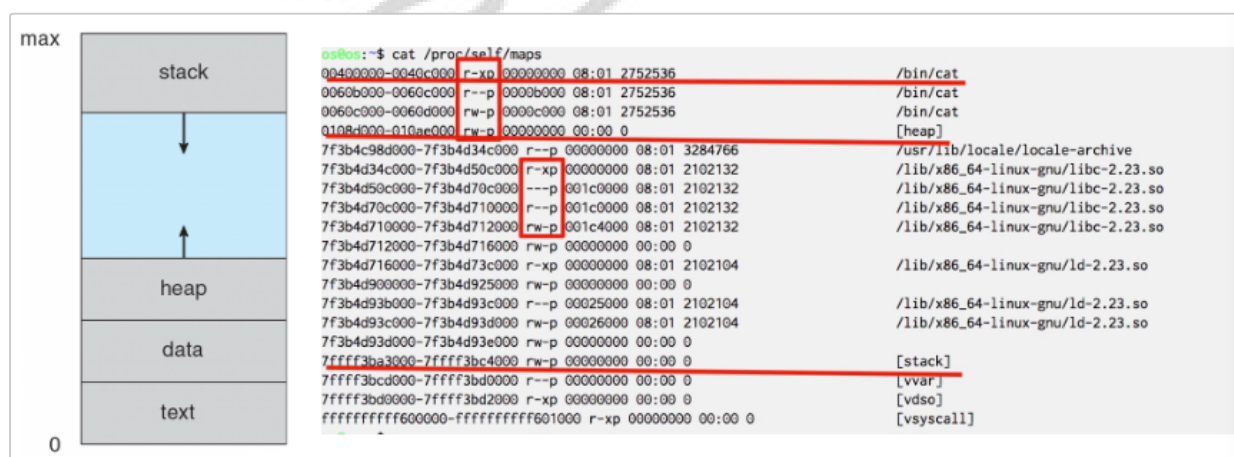 max
stack
heap
data
text
0
os@os:~$ cat /proc/self/maps
00400000-0040c000 r-xp 00000000 08:01 2752536 /bin/cat
0060b000-0060c000 r--p 0000b000 08:01 2752536 /bin/cat
0060c000-0060d000 rw-p 0000c000 08:01 2752536 /bin/cat
0108d000-010ae000 rw-p 00000000 00:00 0 [heap]
7f3b4c98d000-7f3b4d34c000 r--p 00000000 08:01 3284766 /usr/lib/locale/locale-archive
7f3b4d34c000-7f3b4d50c000 r-xp 00000000 08:01 2102132 /lib/x86_64-linux-gnu/libc-2.23.so
7f3b4d50c000-7f3b4d70c000 ---p 001c0000 08:01 2102132 /lib/x86_64-linux-gnu/libc-2.23.so
7f3b4d70c000-7f3b4d710000 r--p 001c0000 08:01 2102132 /lib/x86_64-linux-gnu/libc-2.23.so
7f3b4d710000-7f3b4d712000 rw-p 001c4000 08:01 2102132 /lib/x86_64-linux-gnu/libc-2.23.so
7f3b4d712000-7f3b4d716000 rw-p 00000000 00:00 0
7f3b4d716000-7f3b4d73c000 r-xp 00000000 08:01 2102104 /lib/x86_64-linux-gnu/ld-2.23.so
7f3b4d900000-7f3b4d925000 rw-p 00000000 00:00 0
7f3b4d93b000-7f3b4d93c000 r--p 00025000 08:01 2102104 /lib/x86_64-linux-gnu/ld-2.23.so
7f3b4d93c000-7f3b4d93d000 rw-p 00026000 08:01 2102104 /lib/x86_64-linux-gnu/ld-2.23.so
7f3b4d93d000-7f3b4d93e000 rw-p 00000000 00:00 0
7ffff3ba3000-7ffff3bc4000 rw-p 00000000 00:00 0 [stack]
7ffff3bcd000-7ffff3bd0000 r--p 00000000 00:00 0 [vvar]
7ffff3bd0000-7ffff3bd2000 r-xp 00000000 00:00 0 [vdso]
ffffffffff600000-ffffffffff601000 r-xp 00000000 00:00 0 [vsyscall]